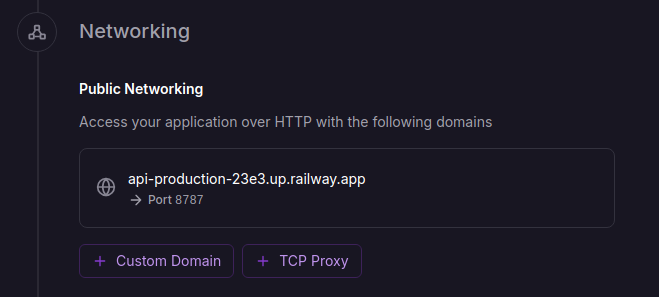 Networking
Public Networking
Access your application over HTTP with the following domains
api-production-23e3.up.railway.app
→ Port 8787
+ Custom Domain
+ TCP Proxy